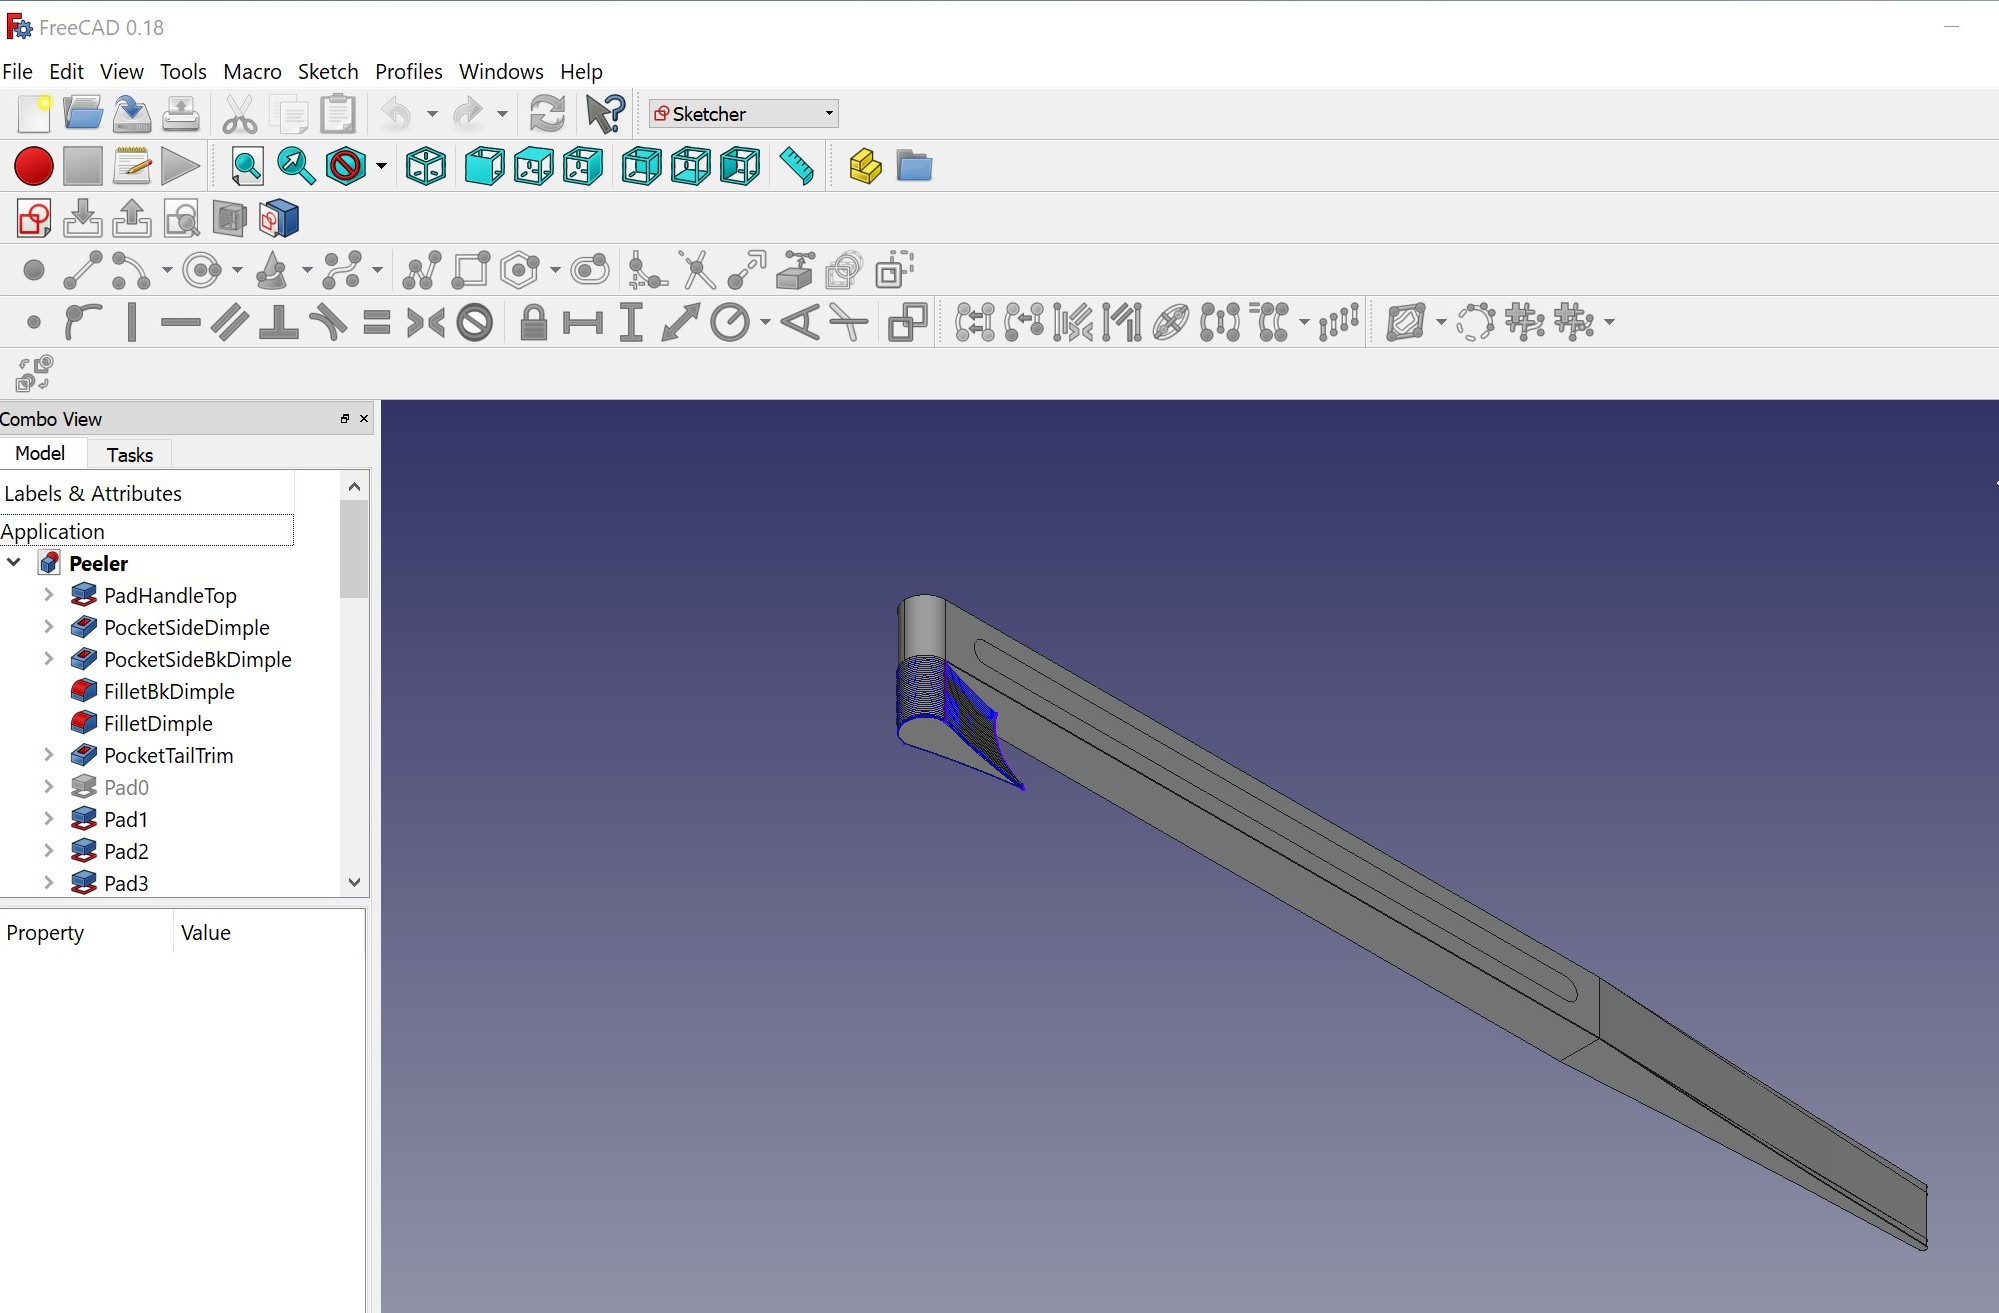 FreeCAD 0.18
File Edit View Tools Macro Sketch Profiles Windows Help
Sketcher
Combo View
Model Tasks
Labels & Attributes
Application
Peeler
PadHandleTop
PocketSideDimple
PocketSideBkDimple
FilletBkDimple
FilletDimple
PocketTailTrim
Pad0
Pad1
Pad2
Pad3
Property Value